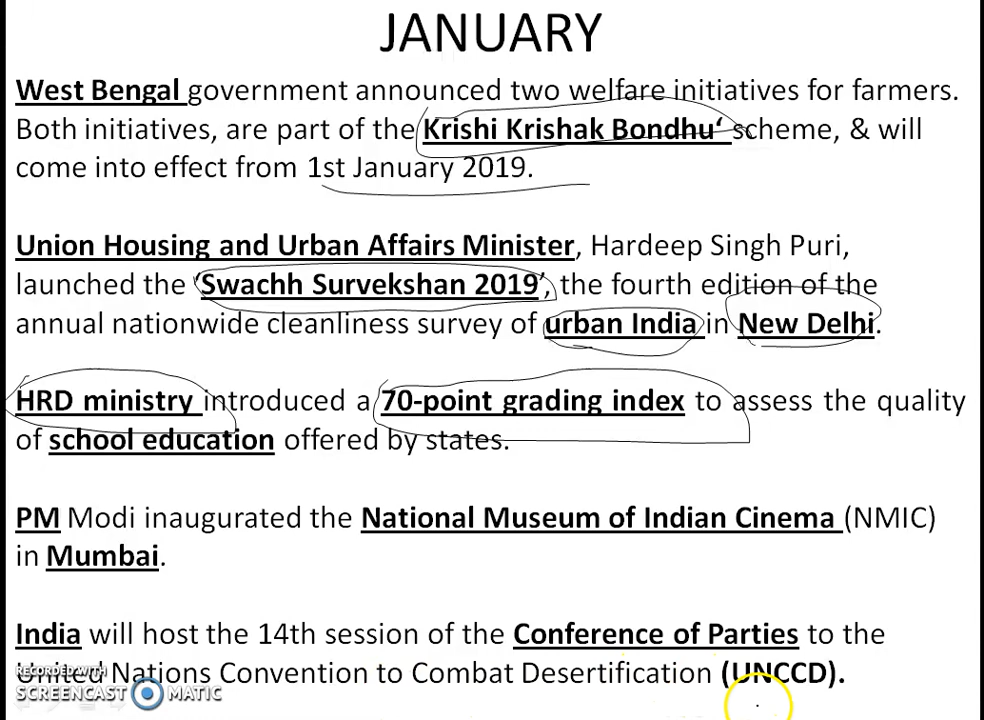 JANUARY
West Bengal government announced two welfare initiatives for farmers.
Both initiatives, are part of the Krishi Krishak Bondhu‘ scheme, & will
come into effect from 1st January 2019.
Union Housing and Urban Affairs Minister, Hardeep Singh Puri,
launched the ‘Swachh Survekshan 2019’, the fourth edition of the
annual nationwide cleanliness survey of urban India in New Delhi.
HRD ministry introduced a 70-point grading index to assess the quality
of school education offered by states.
PM Modi inaugurated the National Museum of Indian Cinema (NMIC)
in Mumbai.
India will host the 14th session of the Conference of Parties to the
United Nations Convention to Combat Desertification (UNCCD).
RECORDED WITH
SCREENCAST MATIC